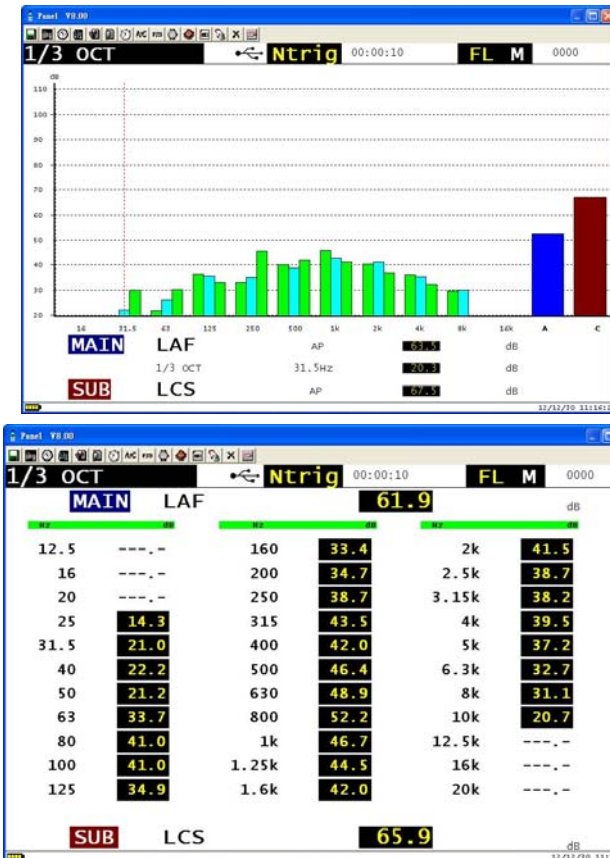 Panel V8.00
1/3 OCT Ntrig 00:00:10 FL M 0000
dB
110
100
90
80
70
60
50
40
30
20
16 31.5 63 125 250 500 1k 2k 4k 8k 16k A C
MAIN LAF AP 63.5 dB
1/3 OCT 31.5Hz 20.3 dB
SUB LCS AP 67.5 dB
12/12/70 11:16:2
Panel V8.00
1/3 OCT Ntrig 00:00:10 FL M 0000
MAIN LAF 61.9 dB
Hz dB Hz dB Hz dB
12.5 ---.- 160 33.4 2k 41.5
16 ---.- 200 34.7 2.5k 38.7
20 ---.- 250 38.7 3.15k 38.2
25 14.3 315 43.5 4k 39.5
31.5 21.0 400 42.0 5k 37.2
40 22.2 500 46.4 6.3k 32.7
50 21.2 630 48.9 8k 31.1
63 33.7 800 52.2 10k 20.7
80 41.0 1k 46.7 12.5k ---.-
100 41.0 1.25k 44.5 16k ---.-
125 34.9 1.6k 42.0 20k ---.-
SUB LCS 65.9 dB